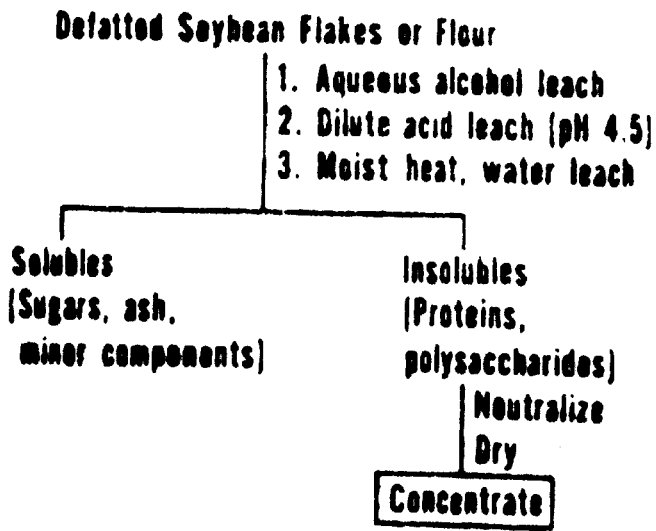 Defatted Soybean Flakes or Flour
1. Aqueous alcohol leach
2. Dilute acid leach (pH 4.5)
3. Moist heat, water leach
Solubles
(Sugars, ash,
minor components)
Insolubles
(Proteins,
polysaccharides)
Neutralize
Dry
Concentrate